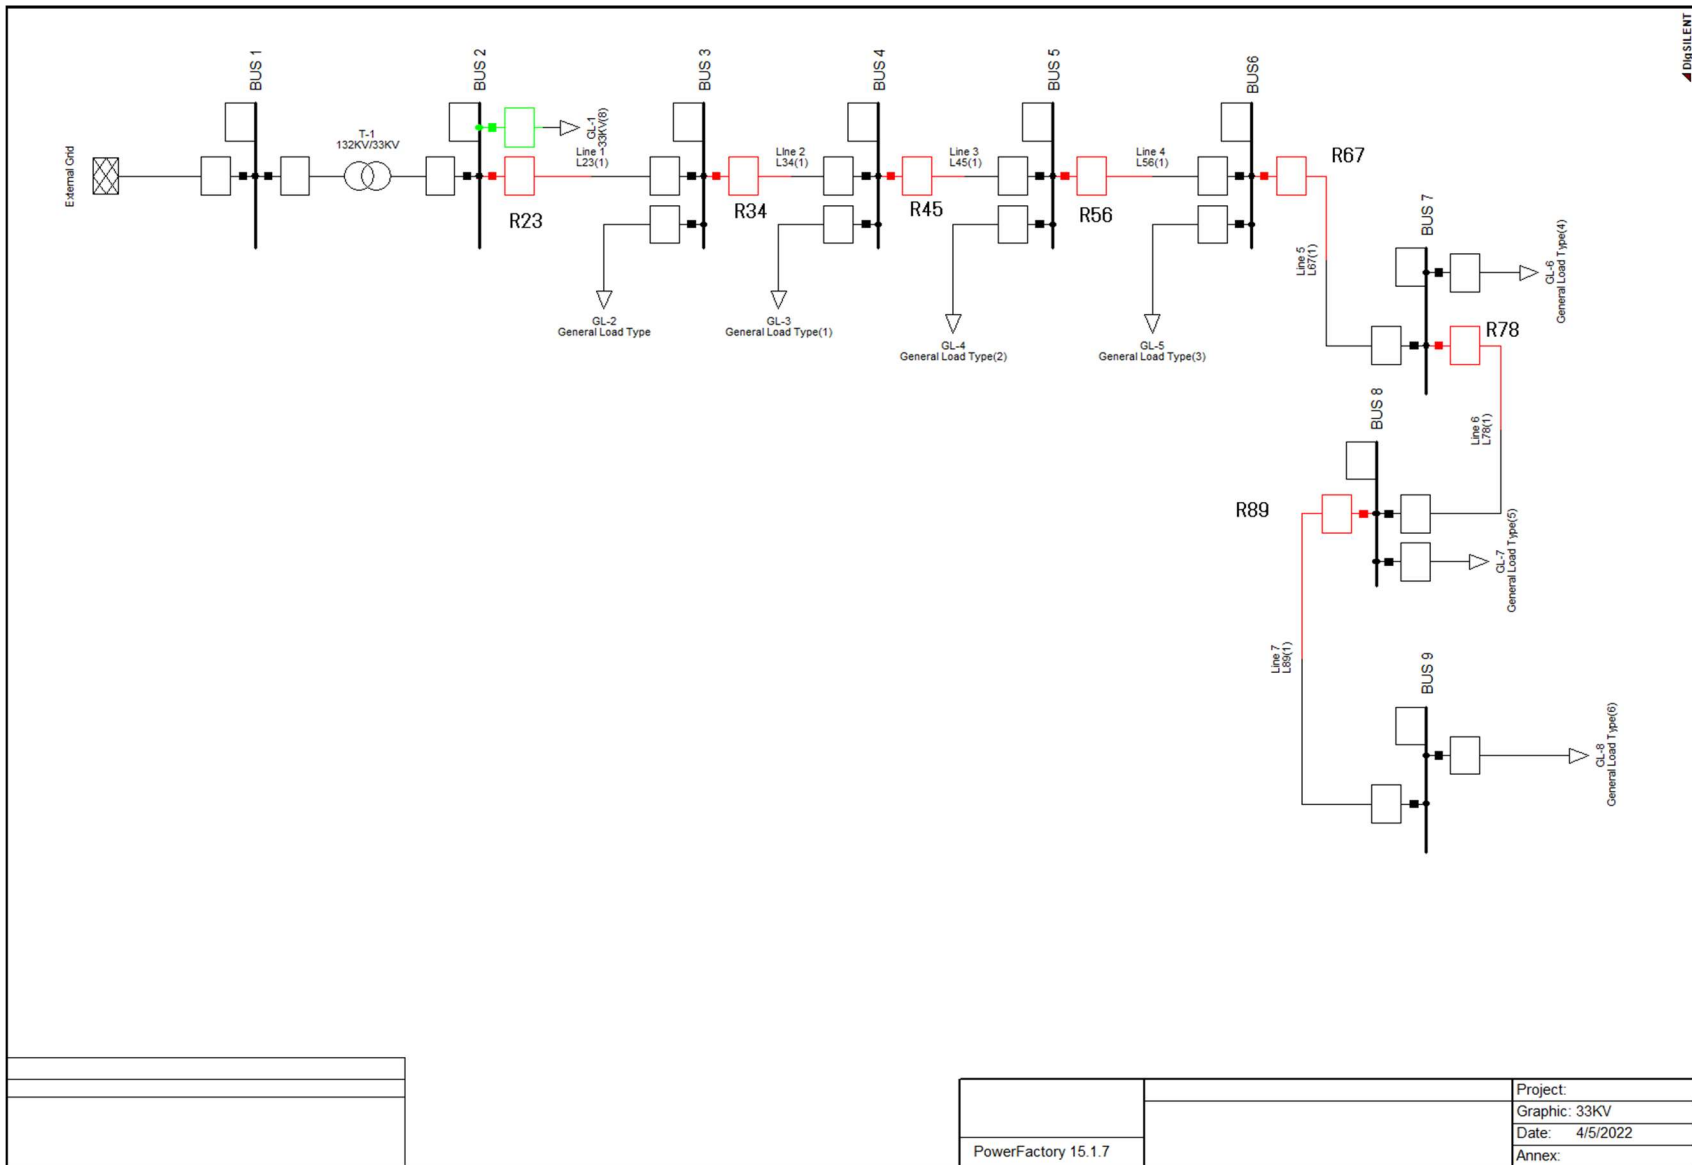 DIgSILENT
BUS 1
BUS 2
BUS 3
BUS 4
BUS 5
BUS6
External Grid
T-1
132KV/33KV
GL-1
33KV(8)
Line 1
L23(1)
Line 2
L34(1)
Line 3
L45(1)
Line 4
L56(1)
R23
R34
R45
R56
R67
GL-2
General Load Type
GL-3
General Load Type(1)
GL-4
General Load Type(2)
GL-5
General Load Type(3)
Line 5
L67(1)
BUS 7
GL-6
General Load Type(4)
R78
Line 6
L78(1)
BUS 8
R89
GL-7
General Load Type(5)
Line 7
L89(1)
BUS 9
GL-8
General Load Type(6)
PowerFactory 15.1.7
Project:
Graphic: 33KV
Date: 4/5/2022
Annex: